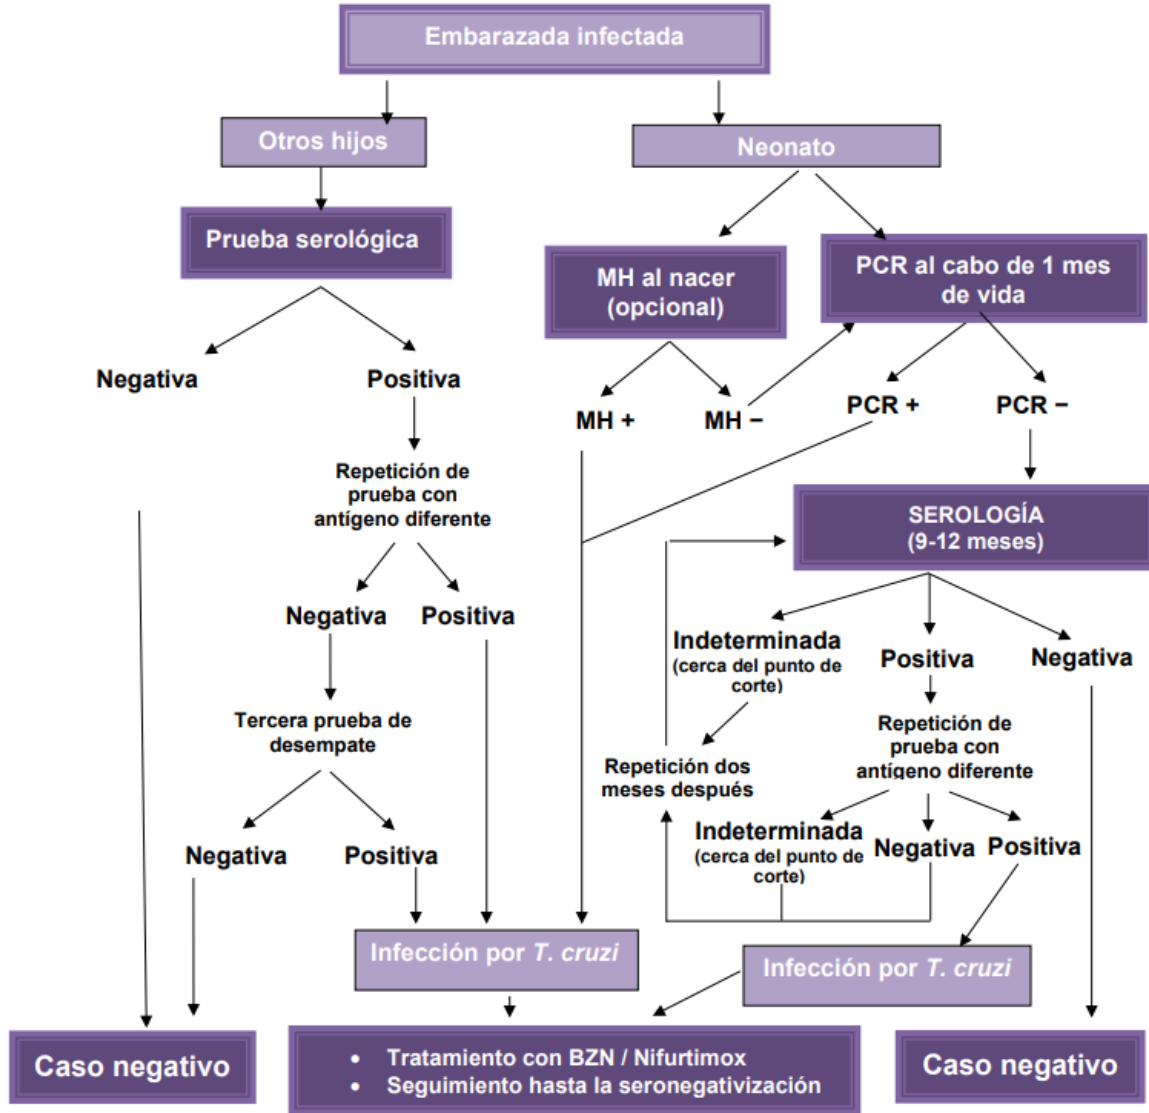 Embarazada infectada
Otros hijos
Neonato
Prueba serológica
MH al nacer
(opcional)
PCR al cabo de 1 mes
de vida
Negativa
Positiva
MH +
MH −
PCR +
PCR −
Repetición de
prueba con
antígeno diferente
SEROLOGÍA
(9-12 meses)
Negativa
Positiva
Indeterminada
(cerca del punto de
corte)
Positiva
Negativa
Tercera prueba de
desempate
Repetición de
prueba con
antígeno diferente
Repetición dos
meses después
Negativa
Positiva
Indeterminada
(cerca del punto de
corte)
Negativa
Positiva
Infección por T. cruzi
Infección por T. cruzi
Caso negativo
• Tratamiento con BZN / Nifurtimox
• Seguimiento hasta la seronegativización
Caso negativo